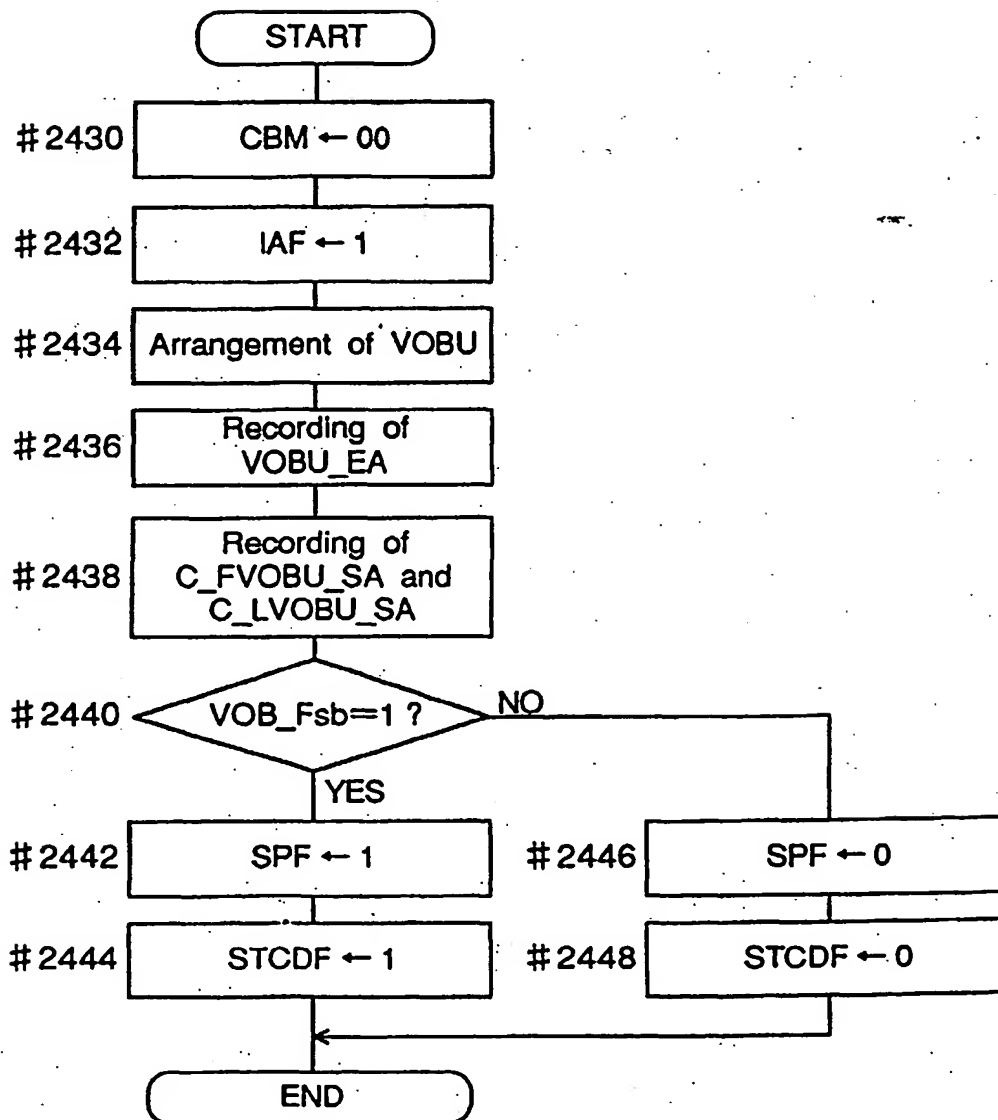 START
#2430
CBM ← 00
#2432
IAF ← 1
#2434
Arrangement of VOBU
#2436
Recording of
VOBU_EA
#2438
Recording of
C_FVOBU_SA and
C_LVOBU_SA
#2440
VOB_Fsb=1 ?
NO
YES
#2442
SPF ← 1
#2446
SPF ← 0
#2444
STCDF ← 1
#2448
STCDF ← 0
END